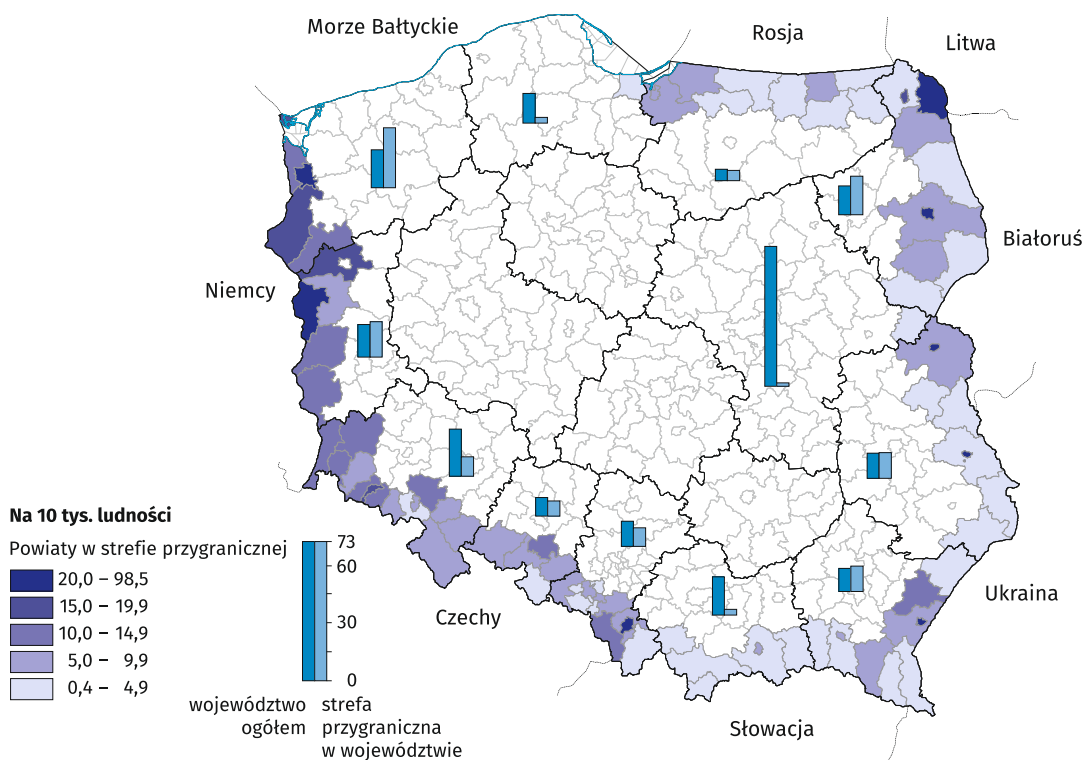 Morze Bałtyckie
Rosja
Litwa
Białoruś
Niemcy
Na 10 tys. ludności
Powiaty w strefie przygranicznej
20,0 – 98,5
15,0 – 19,9
10,0 – 14,9
5,0 – 9,9
0,4 – 4,9
73
60
30
0
województwo
ogółem
strefa
przygraniczna
w województwie
Czechy
Ukraina
Słowacja